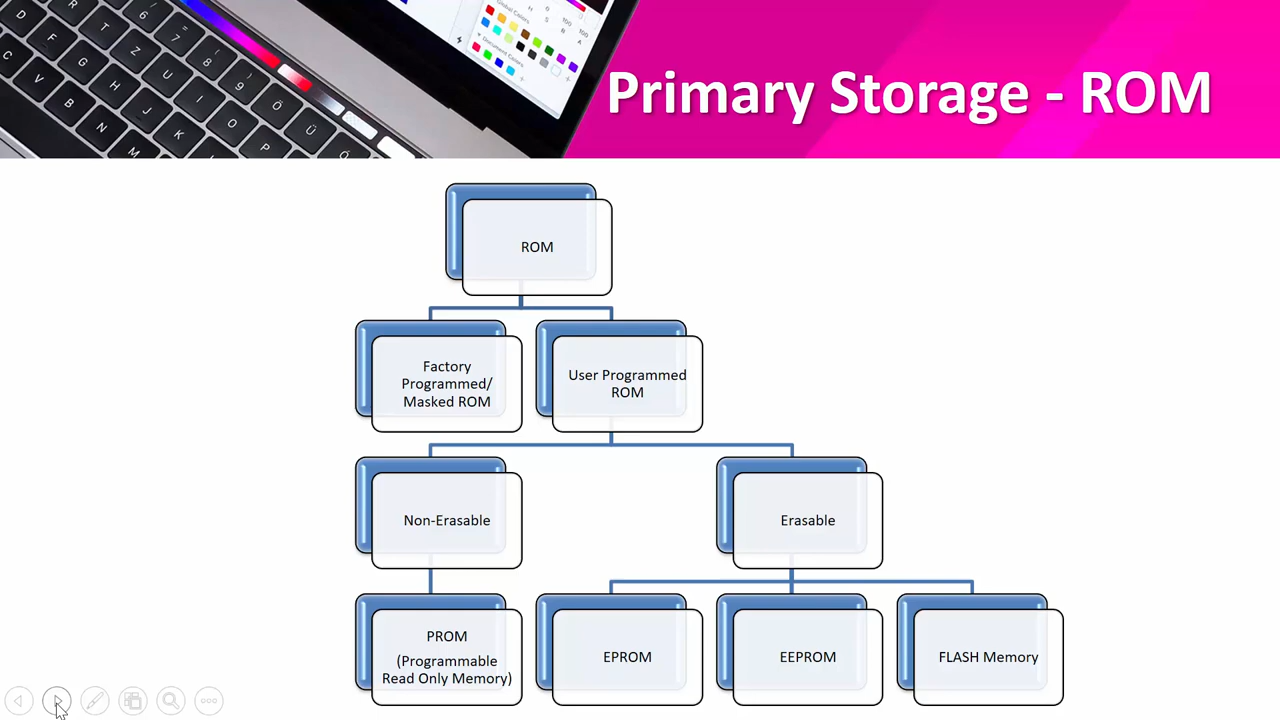 Primary Storage - ROM
ROM
Factory
Programmed/
Masked ROM
User Programmed
ROM
Non-Erasable
Erasable
PROM
(Programmable
Read Only Memory)
EPROM
EEPROM
FLASH Memory